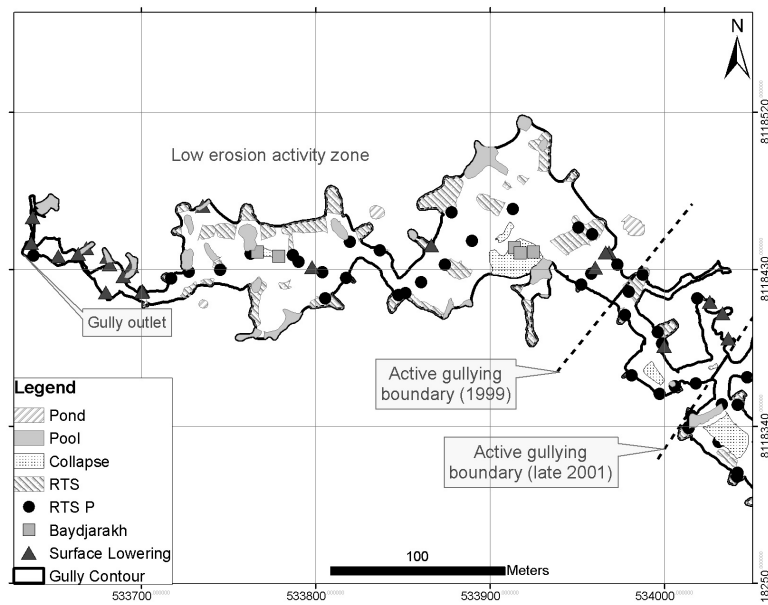 N
8118520
Low erosion activity zone
8118430
Gully outlet
Active gullying
boundary (1999)
8118340
Active gullying
boundary (late 2001)
Legend
Pond
Pool
Collapse
RTS
RTS P
Baydjarakh
Surface Lowering
Gully Contour
100
Meters
18250
533700
533800
533900
534000